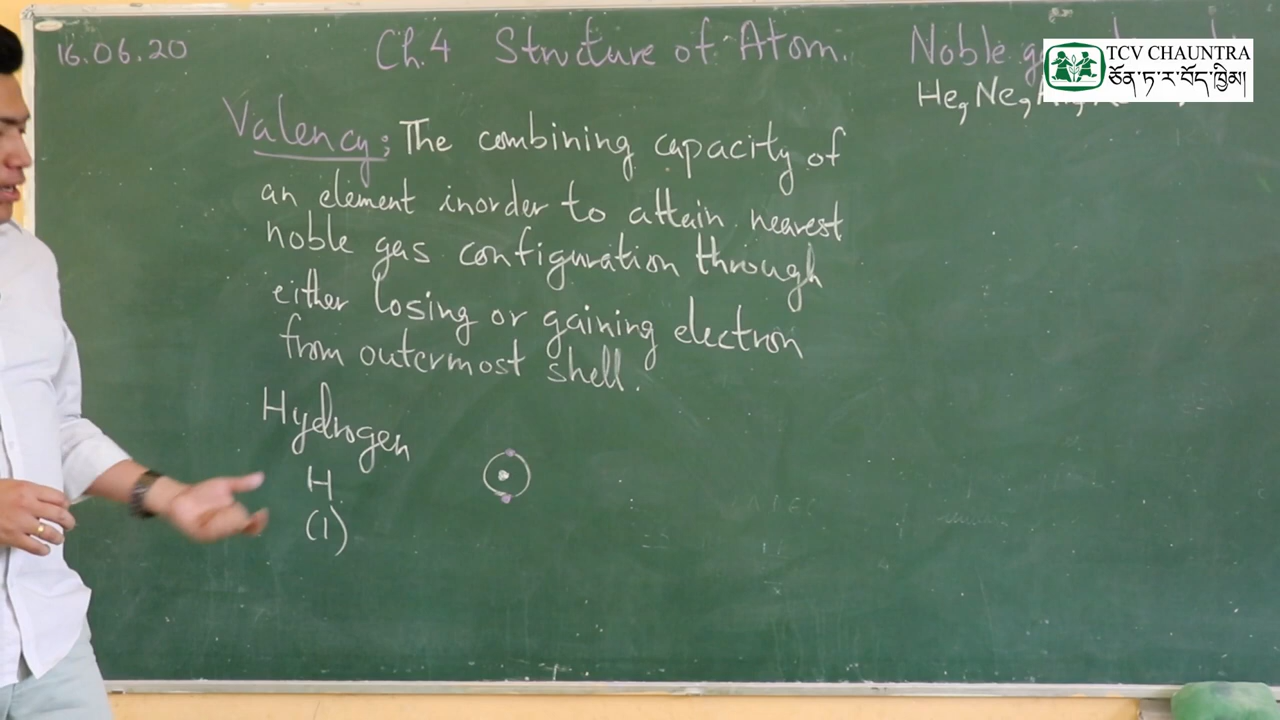 16.06.20
Ch.4 Structure of Atom.
Noble
He, Ne,
TCV CHAUNTRA
ཅོན་ཏ་ར་བོད་ཁྱིམ།
Valency; The combining capacity of
an element inorder to attain nearest
noble gas configuration through
either losing or gaining electron
from outermost shell.
Hydrogen
H
(1)